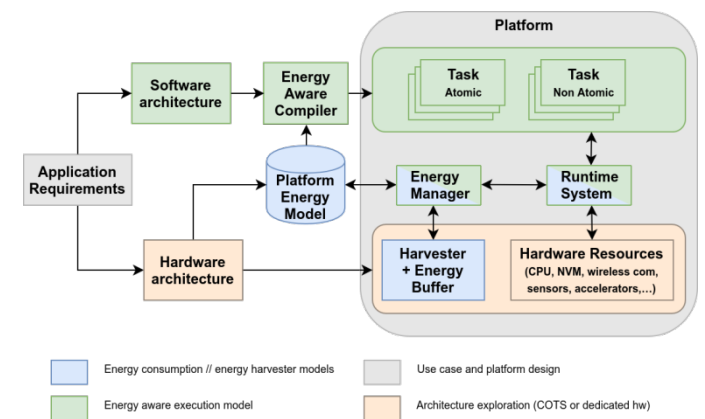 Platform
Software
architecture
Energy
Aware
Compiler
Task
Atomic
Task
Non Atomic
Application
Requirements
Platform
Energy
Model
Energy
Manager
Runtime
System
Hardware
architecture
Harvester
+ Energy
Buffer
Hardware Resources
(CPU, NVM, wireless com,
sensors, accelerators,...)
Energy consumption // energy harvester models
Use case and platform design
Energy aware execution model
Architecture exploration (COTS or dedicated hw)